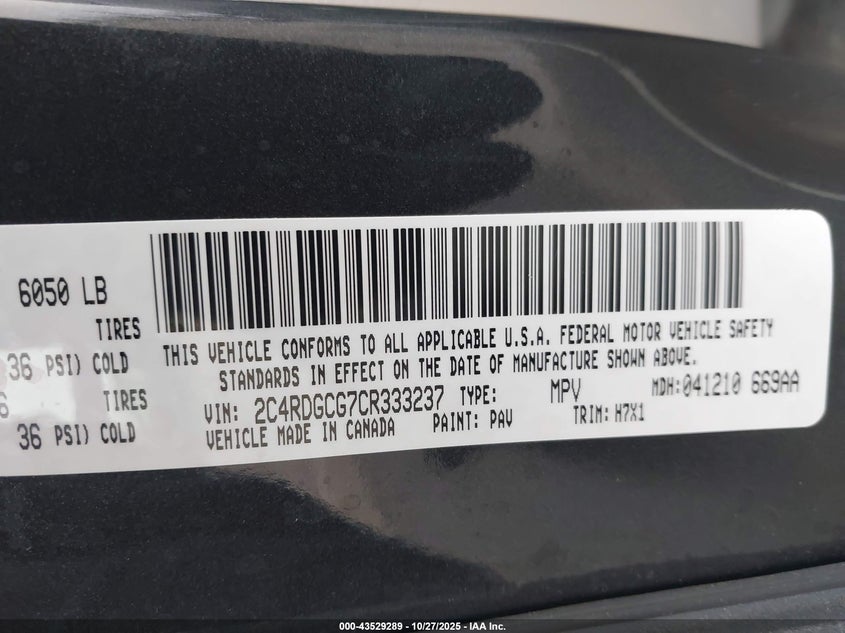 6050 LB
TIRES
36 PSI) COLD
TIRES
36 PSI) COLD
THIS VEHICLE CONFORMS TO ALL APPLICABLE U.S.A. FEDERAL MOTOR VEHICLE SAFETY
STANDARDS IN EFFECT ON THE DATE OF MANUFACTURE SHOWN ABOVE.
VIN: 2C4RDGCG7CR333237 TYPE: MPV MDH:041210 669AA
VEHICLE MADE IN CANADA PAINT: PAV TRIM: H7X1
000-43529289 - 10/27/2025 - IAA Inc.